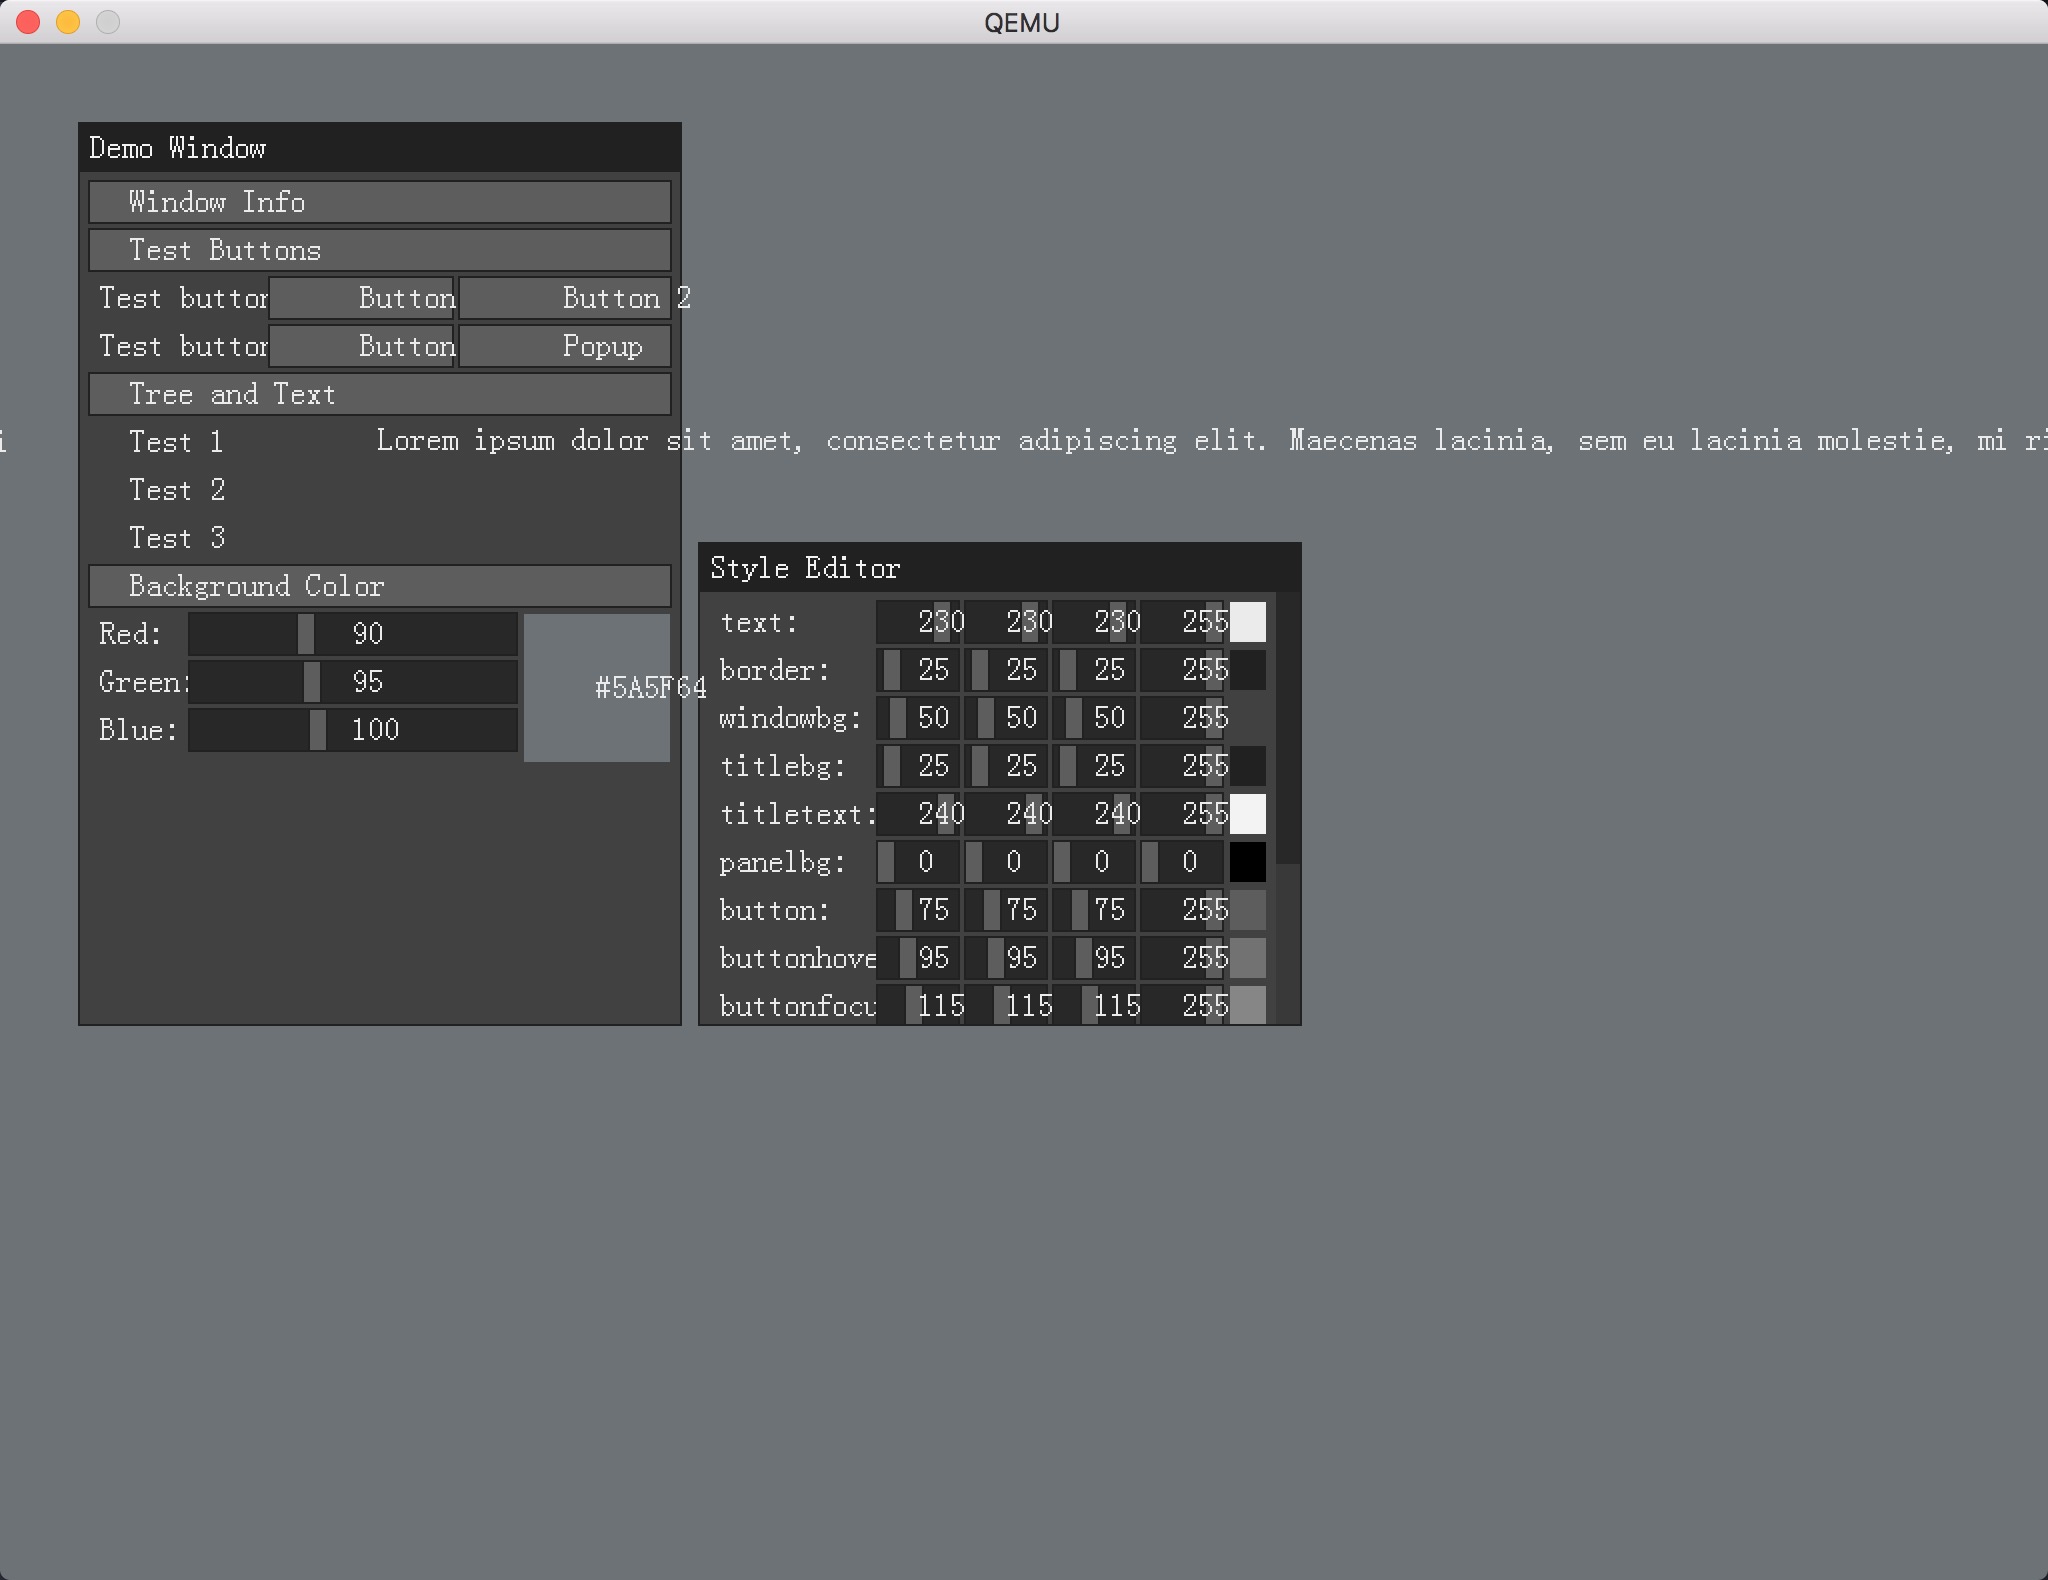 QEMU
Demo Window
Window Info
Test Buttons
Test button Button Button 2
Test button Button Popup
Tree and Text
Test 1 Lorem ipsum dolor sit amet, consectetur adipiscing elit. Maecenas lacinia, sem eu lacinia molestie, mi ri
i
Test 2
Test 3
Background Color
Red: 90
Green: 95
Blue: 100
#5A5F64
Style Editor
text: 230 230 230 255
border: 25 25 25 255
windowbg: 50 50 50 255
titlebg: 25 25 25 255
titletext: 240 240 240 255
panelbg: 0 0 0 0
button: 75 75 75 255
buttonhove 95 95 95 255
buttonfocu 115 115 115 255